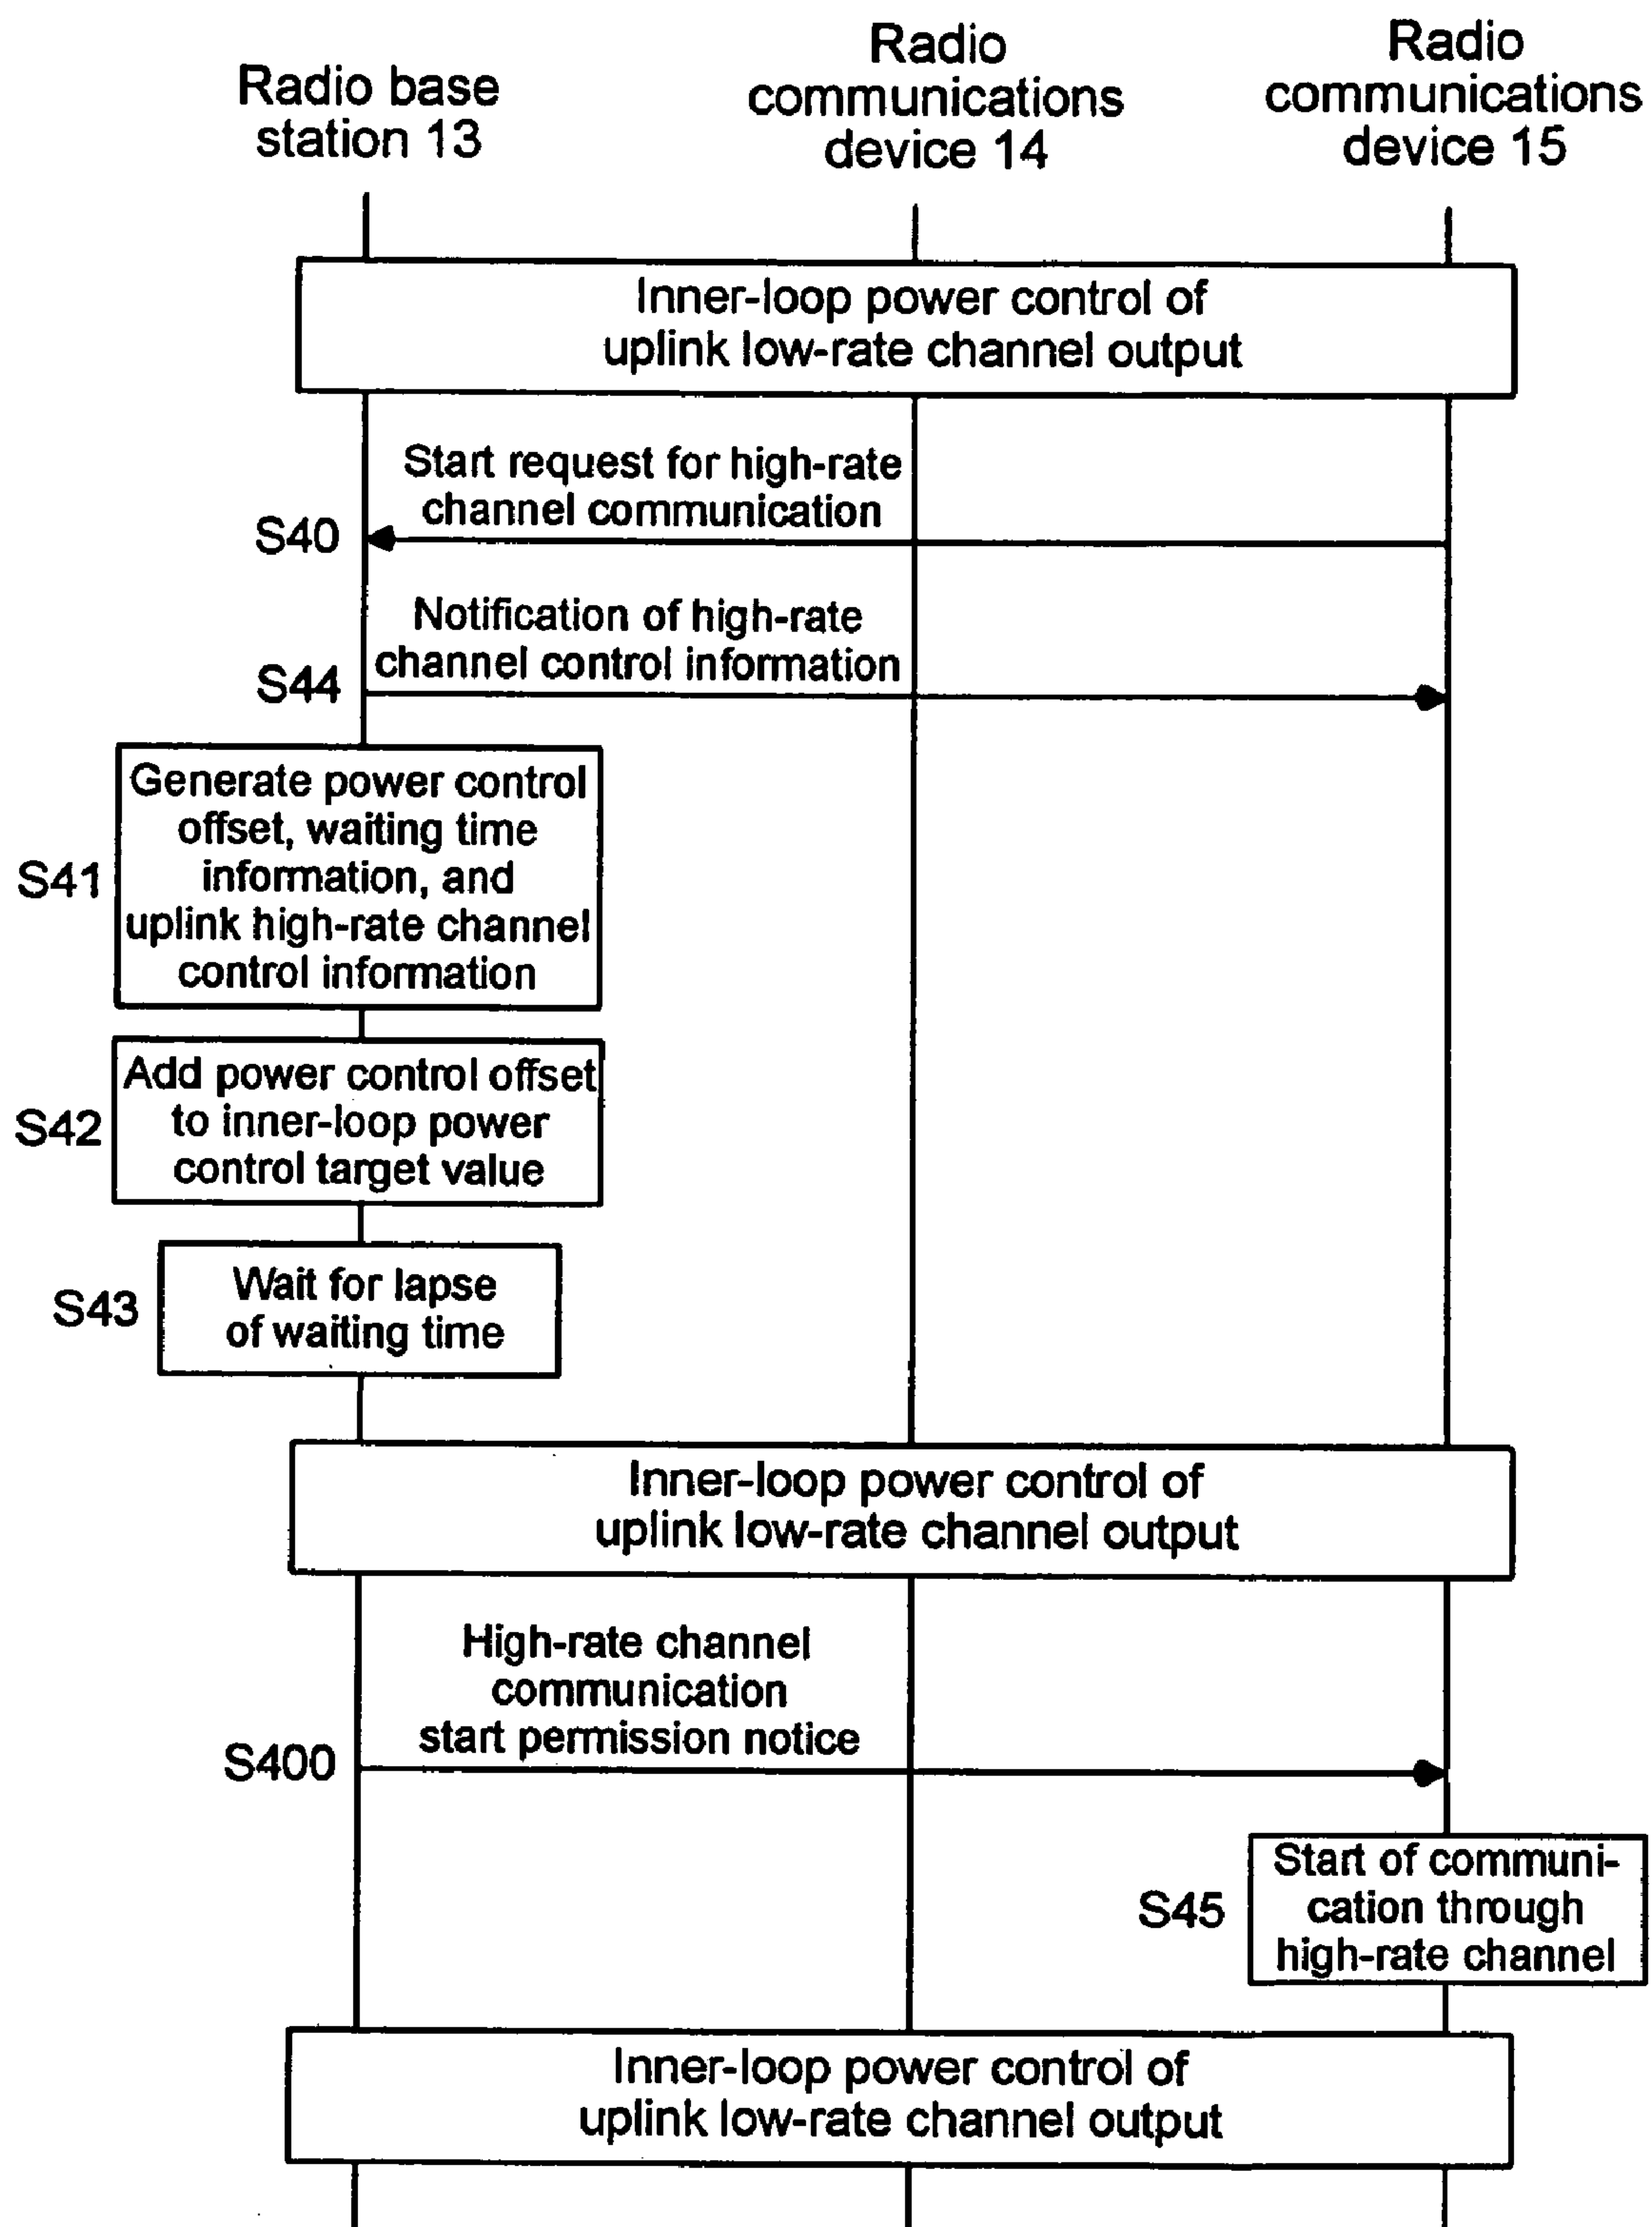 Radio base
station 13
Radio
communications
device 14
Radio
communications
device 15
Inner-loop power control of
uplink low-rate channel output
Start request for high-rate
channel communication
S40
Notification of high-rate
channel control information
S44
Generate power control
offset, waiting time
information, and
uplink high-rate channel
control information
S41
Add power control offset
to inner-loop power
control target value
S42
Wait for lapse
of waiting time
S43
Inner-loop power control of
uplink low-rate channel output
High-rate channel
communication
start permission notice
S400
Start of communi-
cation through
high-rate channel
S45
Inner-loop power control of
uplink low-rate channel output